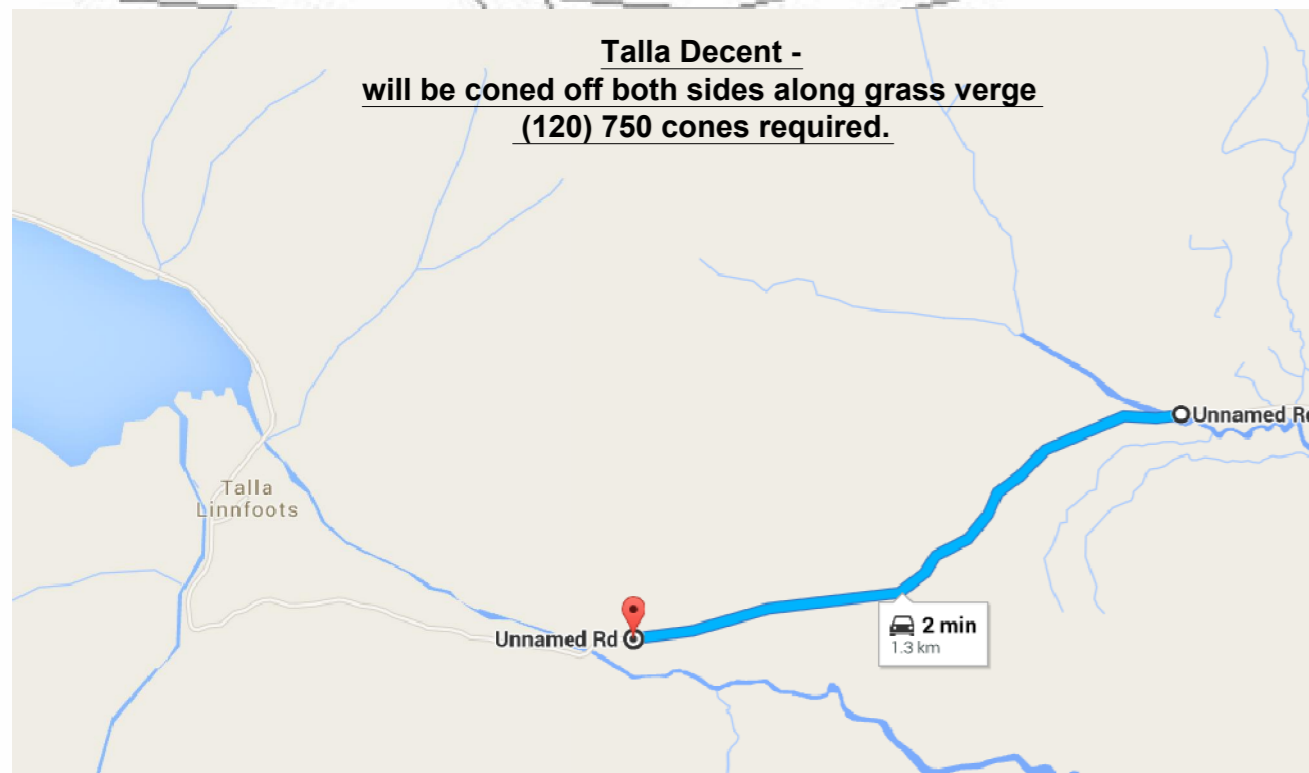 Talla Decent -
will be coned off both sides along grass verge
(120) 750 cones required.
Unnamed Rd
Talla
Linnfoots
2 min
1.3 km
Unnamed Rd